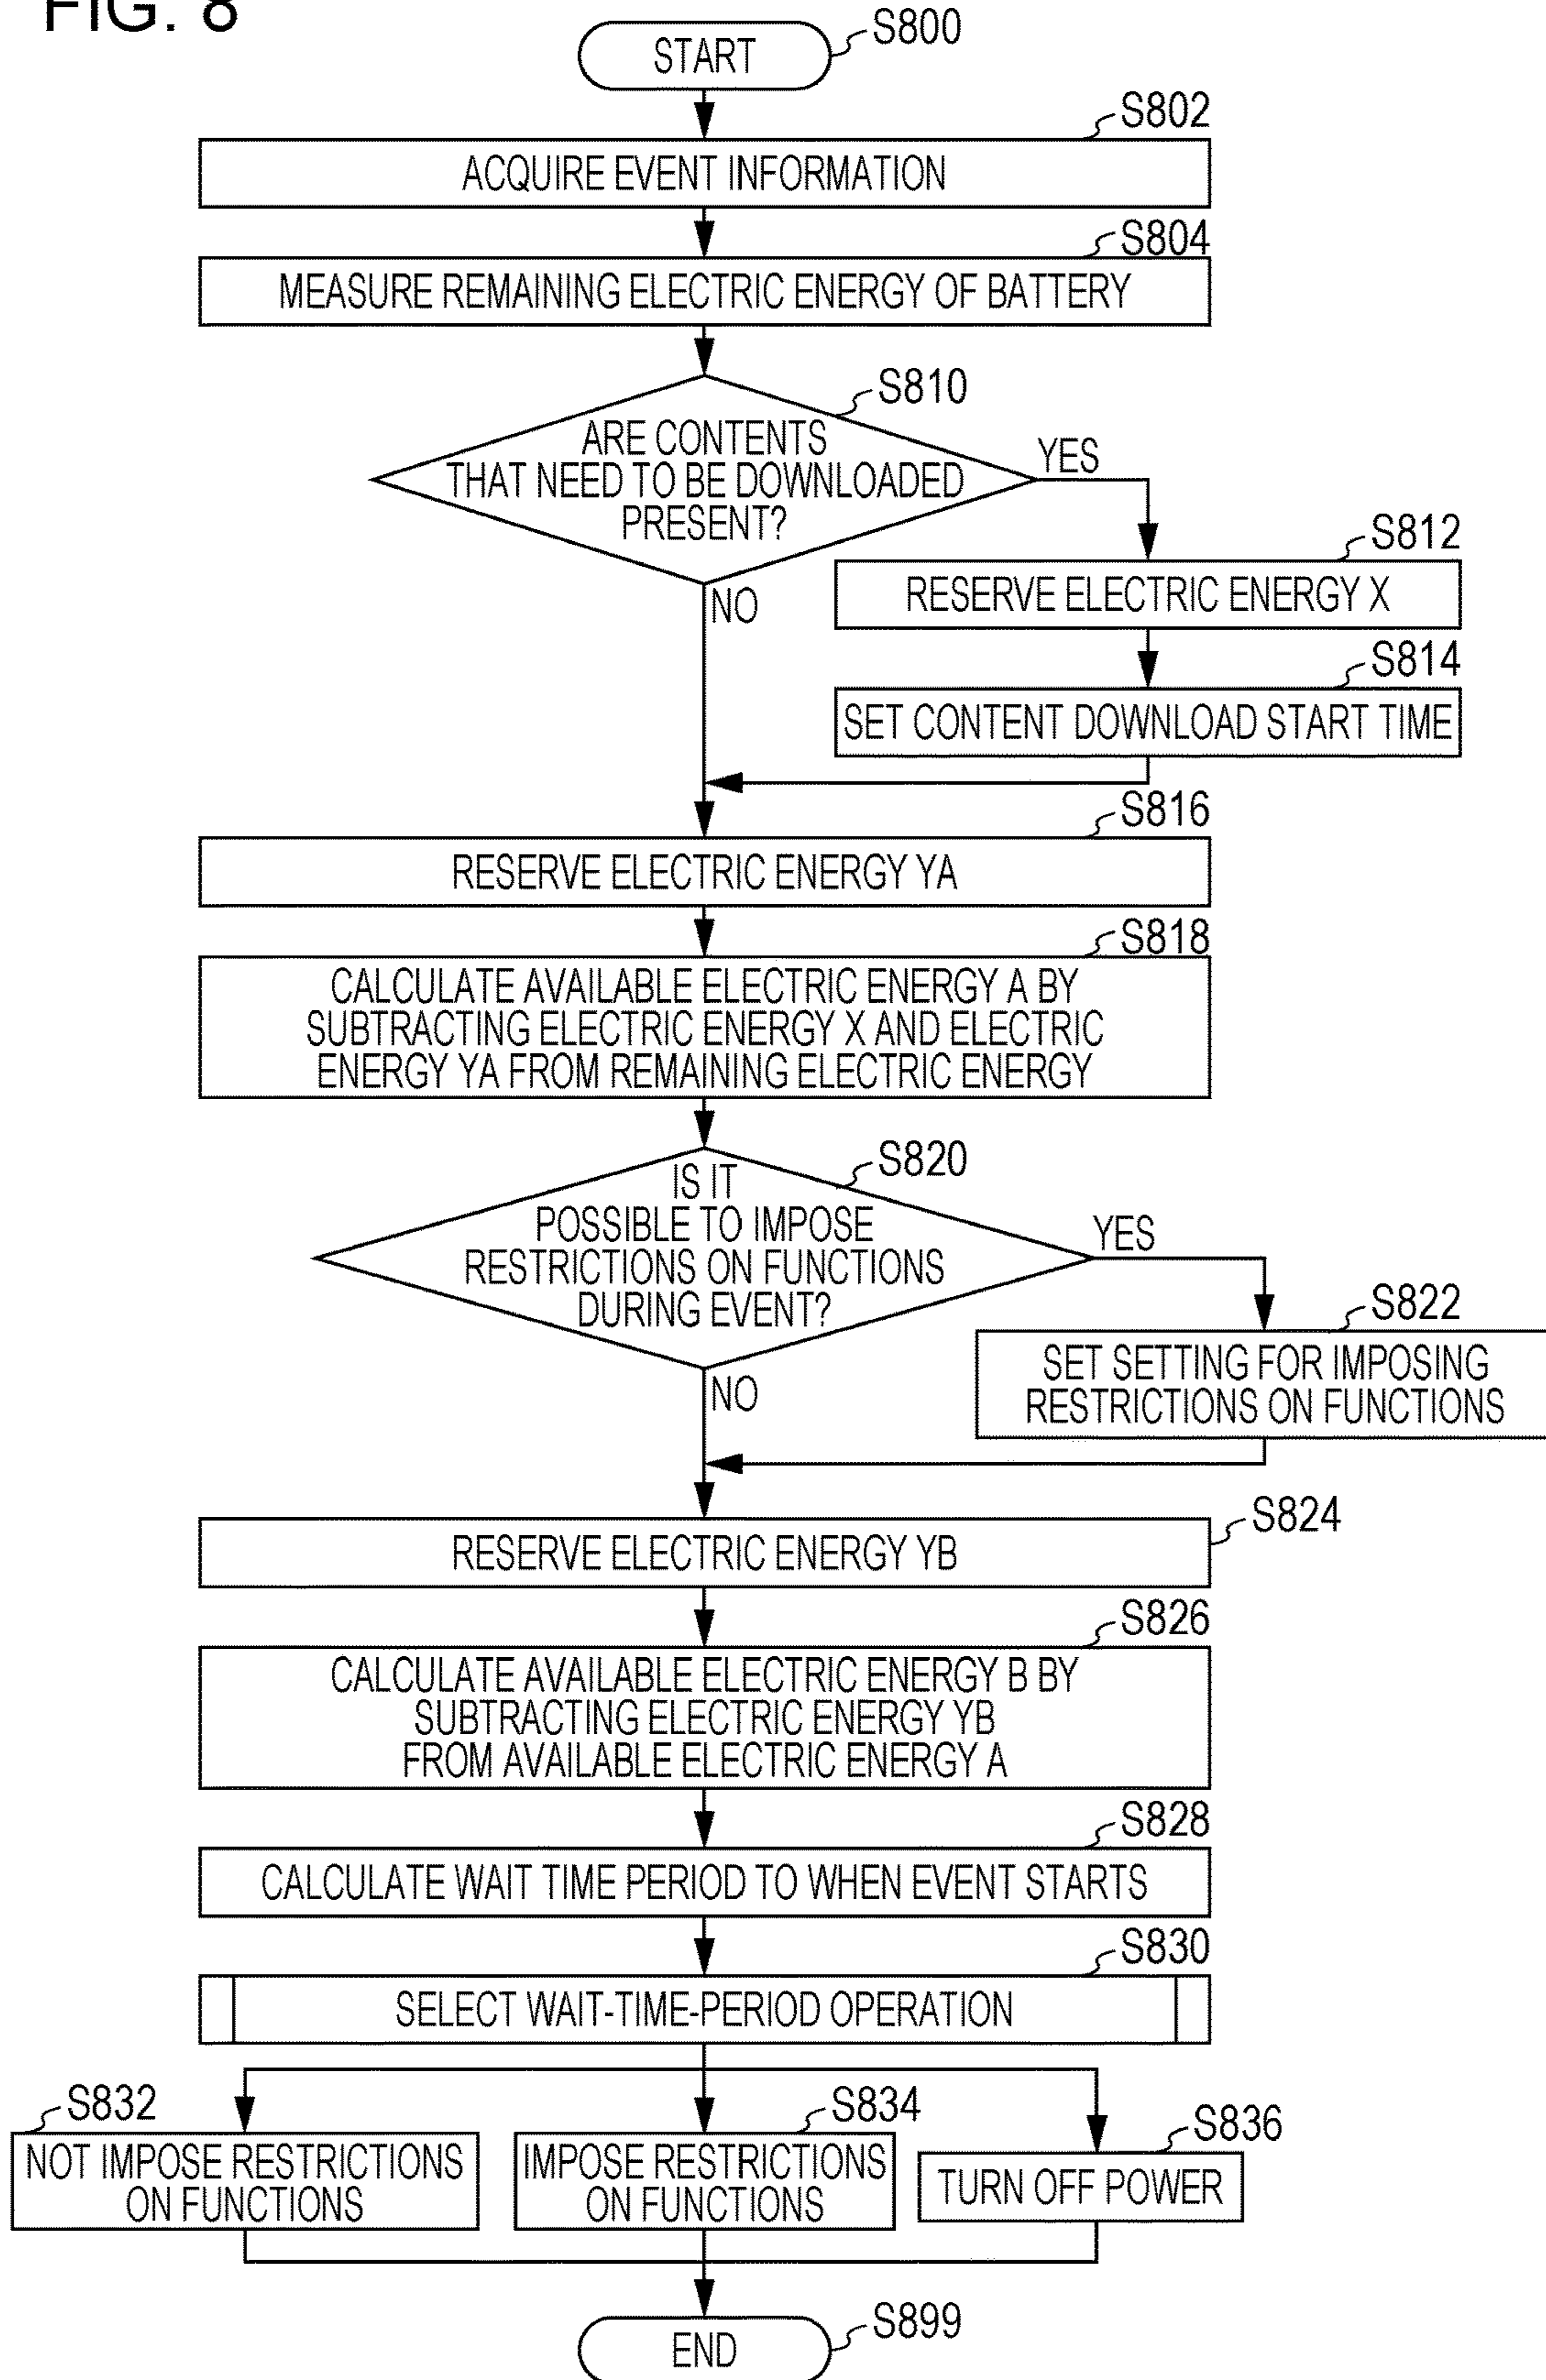 FIG. 8
START
S800
S802
ACQUIRE EVENT INFORMATION
S804
MEASURE REMAINING ELECTRIC ENERGY OF BATTERY
S810
ARE CONTENTS
THAT NEED TO BE DOWNLOADED
PRESENT?
YES
NO
S812
RESERVE ELECTRIC ENERGY X
S814
SET CONTENT DOWNLOAD START TIME
S816
RESERVE ELECTRIC ENERGY YA
S818
CALCULATE AVAILABLE ELECTRIC ENERGY A BY
SUBTRACTING ELECTRIC ENERGY X AND ELECTRIC
ENERGY YA FROM REMAINING ELECTRIC ENERGY
S820
IS IT
POSSIBLE TO IMPOSE
RESTRICTIONS ON FUNCTIONS
DURING EVENT?
YES
NO
S822
SET SETTING FOR IMPOSING
RESTRICTIONS ON FUNCTIONS
S824
RESERVE ELECTRIC ENERGY YB
S826
CALCULATE AVAILABLE ELECTRIC ENERGY B BY
SUBTRACTING ELECTRIC ENERGY YB
FROM AVAILABLE ELECTRIC ENERGY A
S828
CALCULATE WAIT TIME PERIOD TO WHEN EVENT STARTS
S830
SELECT WAIT-TIME-PERIOD OPERATION
S832
NOT IMPOSE RESTRICTIONS
ON FUNCTIONS
S834
IMPOSE RESTRICTIONS
ON FUNCTIONS
S836
TURN OFF POWER
END
S899